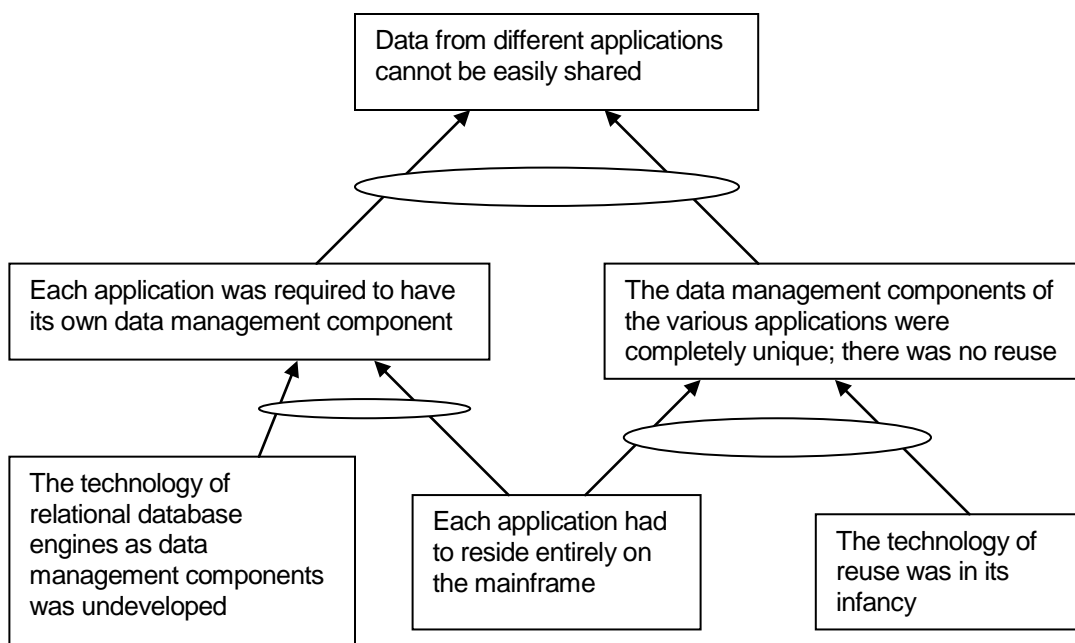 Data from different applications
cannot be easily shared
Each application was required to have
its own data management component
The data management components of
the various applications were
completely unique; there was no reuse
The technology of
relational database
engines as data
management components
was undeveloped
Each application had
to reside entirely on
the mainframe
The technology of
reuse was in its
infancy